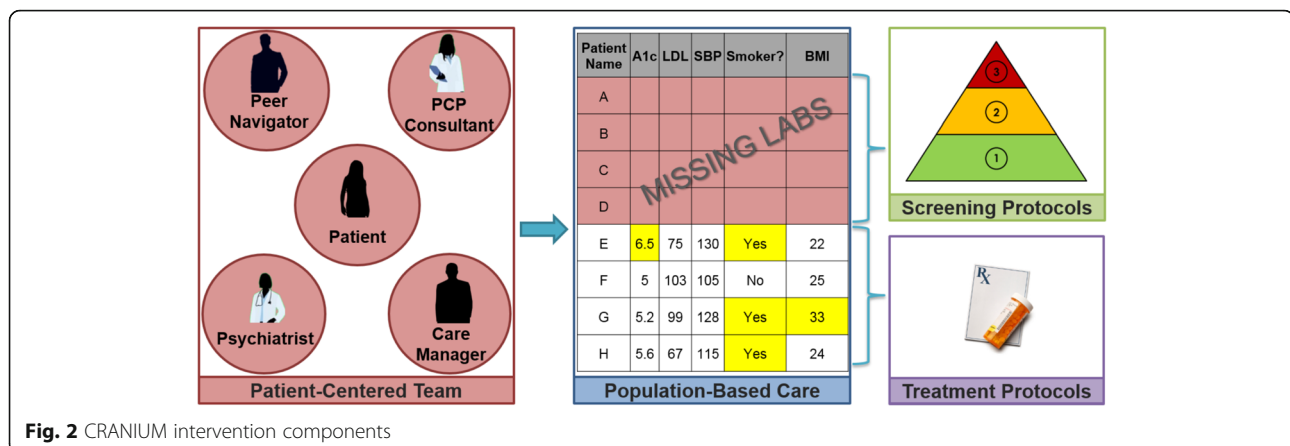 Peer
Navigator
PCP
Consultant
Patient
Psychiatrist
Care
Manager
Patient-Centered Team
Patient Name A1c LDL SBP Smoker? BMI
A
B
C
D
MISSING LABS
E 6.5 75 130 Yes 22
F 5 103 105 No 25
G 5.2 99 128 Yes 33
H 5.6 67 115 Yes 24
Population-Based Care
3
2
1
Screening Protocols
RX
Treatment Protocols
Fig. 2 CRANIUM intervention components